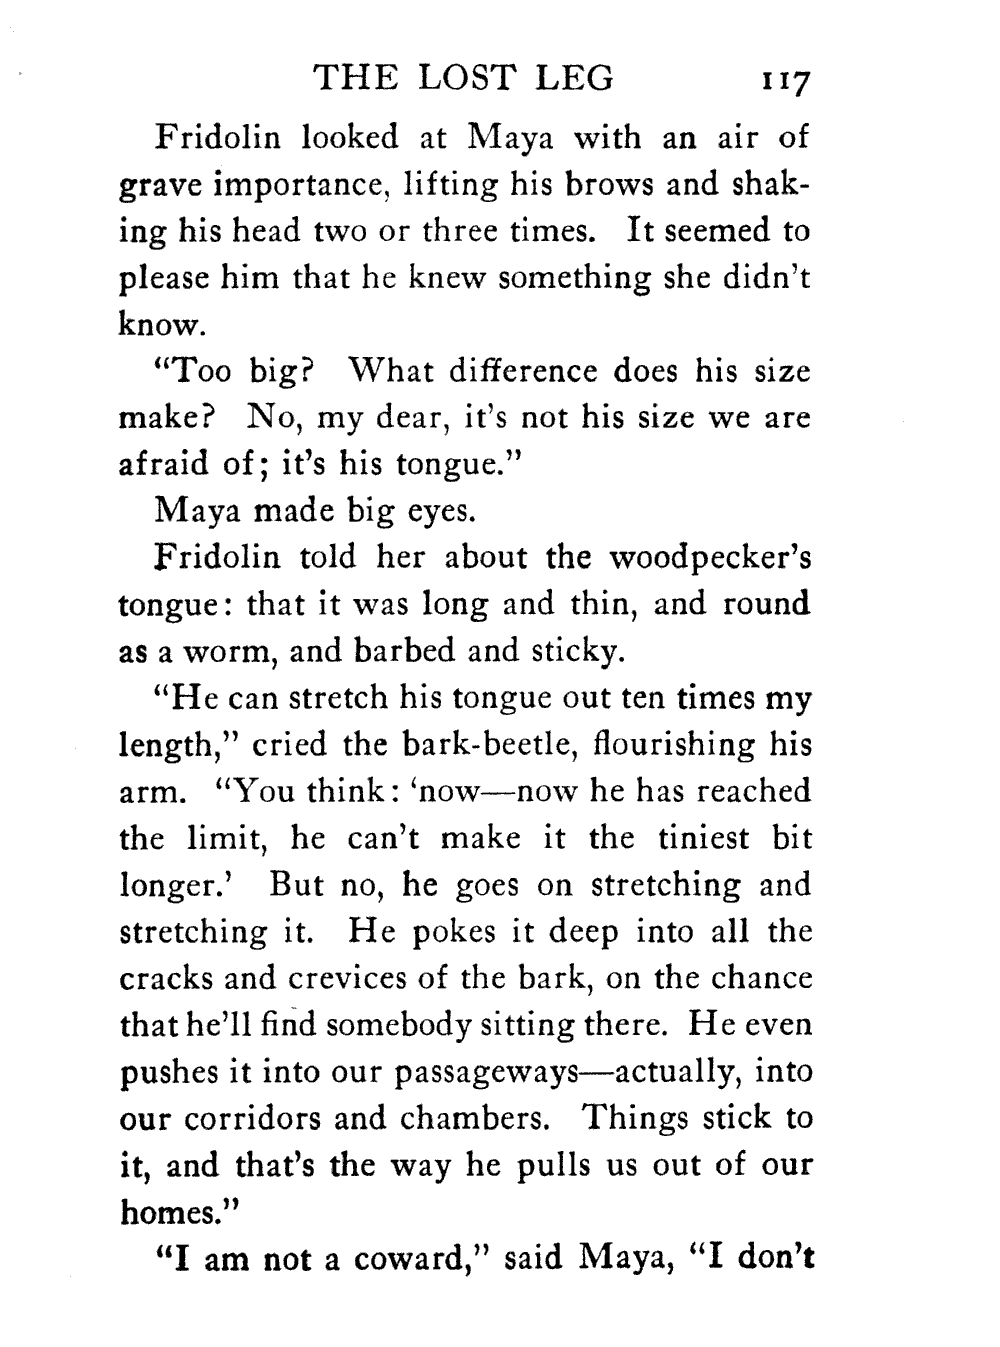 THE LOST LEG 117
Fridolin looked at Maya with an air of
grave importance, lifting his brows and shak-
ing his head two or three times. It seemed to
please him that he knew something she didn't
know.
“Too big? What difference does his size
make? No, my dear, it's not his size we are
afraid of; it's his tongue.”
Maya made big eyes.
Fridolin told her about the woodpecker's
tongue: that it was long and thin, and round
as a worm, and barbed and sticky.
“He can stretch his tongue out ten times my
length,” cried the bark-beetle, flourishing his
arm. “You think: ‘now—now he has reached
the limit, he can't make it the tiniest bit
longer.’ But no, he goes on stretching and
stretching it. He pokes it deep into all the
cracks and crevices of the bark, on the chance
that he'll find somebody sitting there. He even
pushes it into our passageways—actually, into
our corridors and chambers. Things stick to
it, and that's the way he pulls us out of our
homes.”
“I am not a coward,” said Maya, “I don't